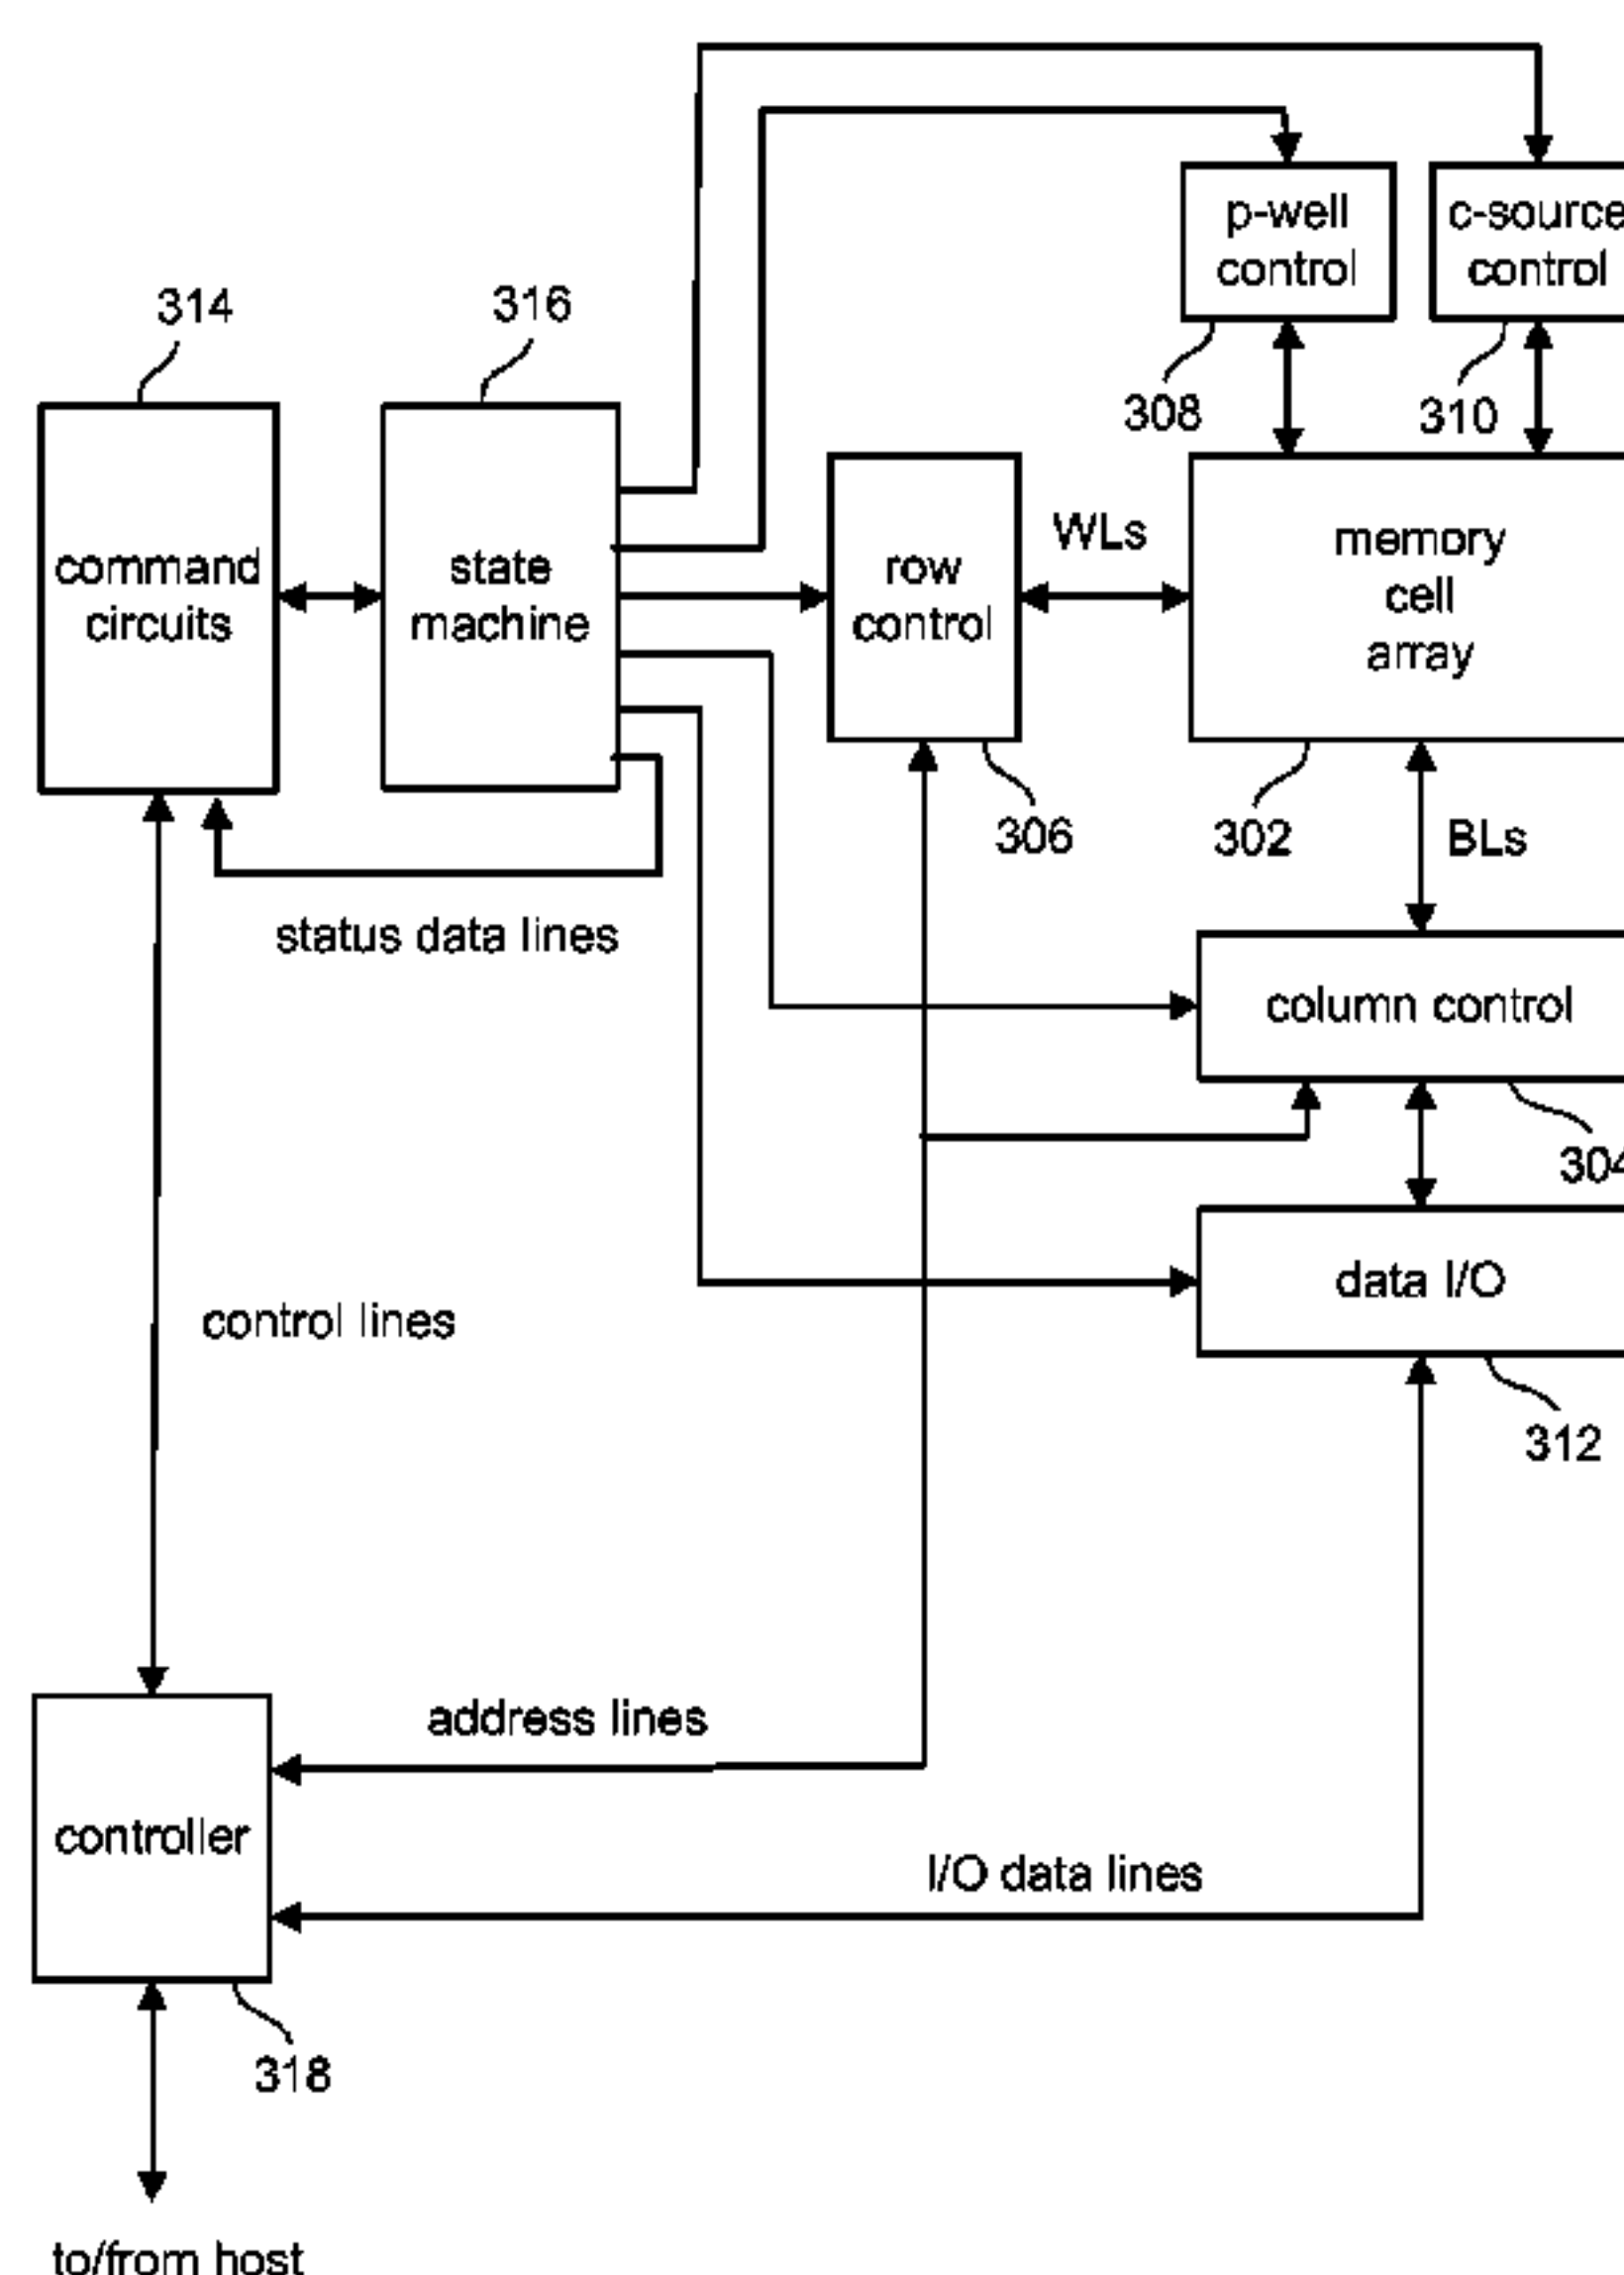 p-well
control
c-source
control
314
316
308
310
command
circuits
state
machine
row
control
WLs
memory
cell
array
306
302
BLs
status data lines
column control
304
data I/O
control lines
312
address lines
controller
I/O data lines
318
to/from host